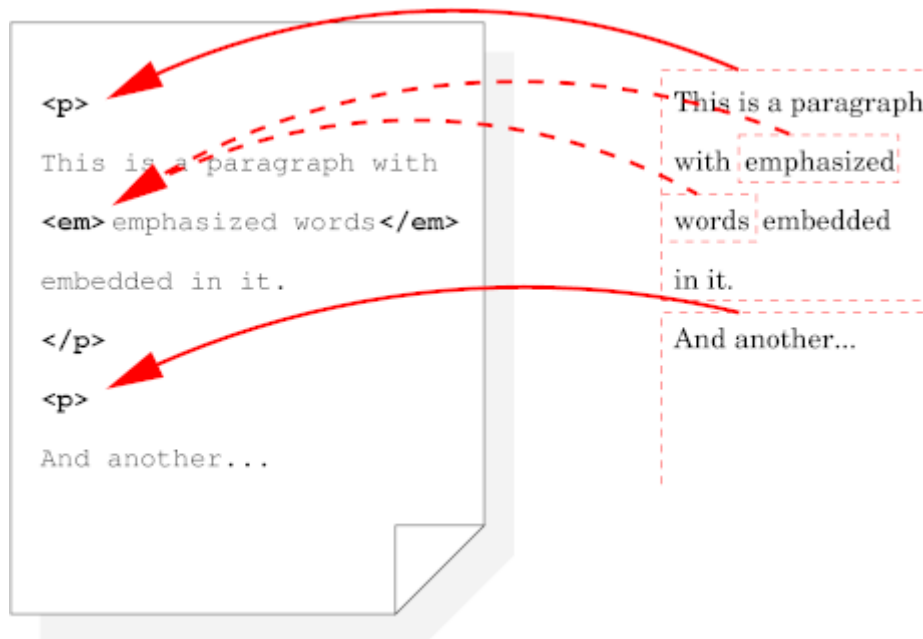 <p>
This is a paragraph with
<em>emphasized words</em>
embedded in it.
</p>
<p>
And another...
This is a paragraph
with emphasized
words embedded
in it.
And another...